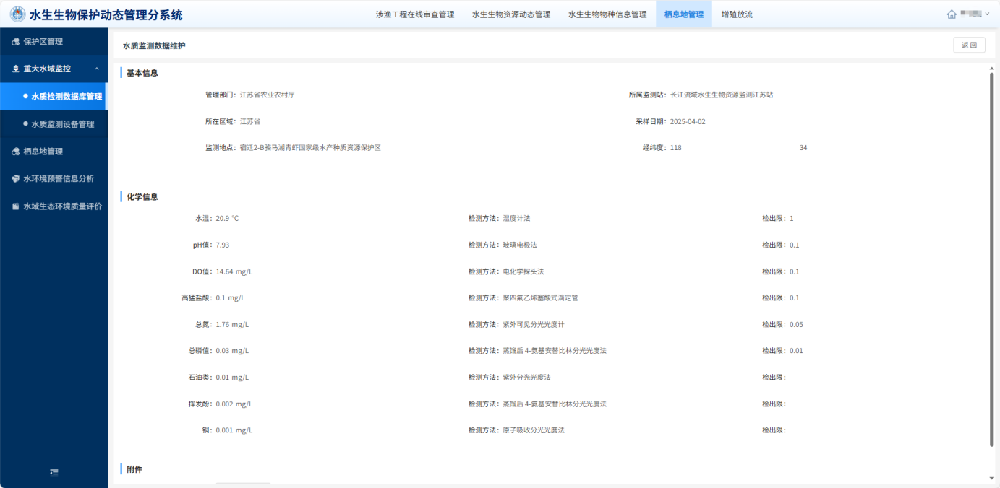 水生生物保护动态管理分系统 涉渔工程在线审查管理 水生生物资源动态管理 水生生物物种信息管理 栖息地管理 增殖放流
保护区管理
重大水域监控
水质检测数据库管理
水质监测设备管理
栖息地管理
水环境预警信息分析
水域生态环境质量评价
水质监测数据维护 返回
基本信息
管理部门: 江苏省农业农村厅 所属监测站: 长江流域水生生物资源监测江苏站
所在区域: 江苏省 采样日期: 2025-04-02
监测地点: 宿迁2-B骆马湖青虾国家级水产种质资源保护区 经纬度: 118 34
化学信息
水温: 20.9 ℃ 检测方法: 温度计法 检出限: 1
pH值: 7.93 检测方法: 玻璃电极法 检出限: 0.1
DO值: 14.64 mg/L 检测方法: 电化学探头法 检出限: 0.1
高猛盐酸: 0.1 mg/L 检测方法: 聚四氟乙烯塞酸式滴定管 检出限: 0.1
总氮: 1.76 mg/L 检测方法: 紫外可见分光光度计 检出限: 0.05
总磷值: 0.03 mg/L 检测方法: 蒸馏后 4-氨基安替比林分光光度法 检出限: 0.01
石油类: 0.01 mg/L 检测方法: 紫外分光光度法 检出限:
挥发酚: 0.002 mg/L 检测方法: 蒸馏后 4-氨基安替比林分光光度法 检出限:
铜: 0.001 mg/L 检测方法: 原子吸收分光光度法 检出限:
附件